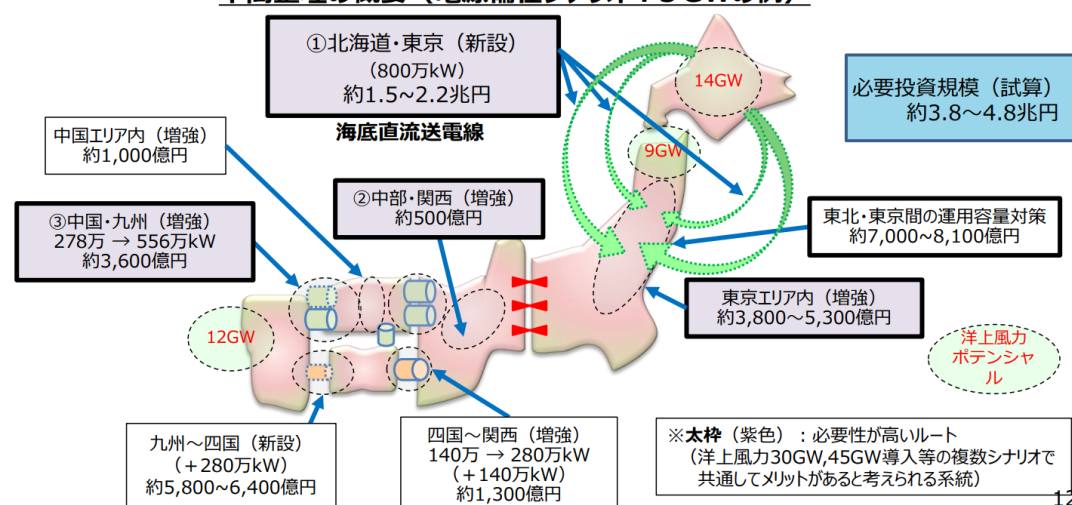 ①北海道・東京（新設）
（800万kW）
約1.5~2.2兆円
海底直流送電線
14GW
必要投資規模（試算）
約3.8～4.8兆円
中国エリア内（増強）
約1,000億円
9GW
②中部・関西（増強）
約500億円
③中国・九州（増強）
278万 → 556万kW
約3,600億円
東北・東京間の運用容量対策
約7,000~8,100億円
東京エリア内（増強）
約3,800～5,300億円
12GW
洋上風力
ポテンシャ
ル
九州～四国（新設）
（＋280万kW）
約5,800~6,400億円
四国～関西（増強）
140万 → 280万kW
（＋140万kW）
約1,300億円
※太枠（紫色）：必要性が高いルート
（洋上風力30GW,45GW導入等の複数シナリオで
共通してメリットがあると考えられる系統）
12